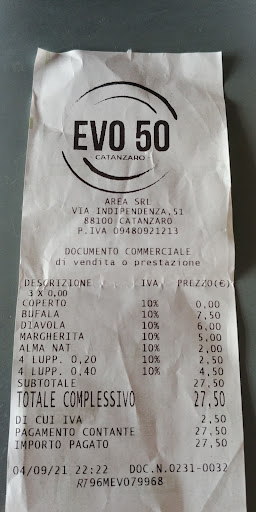 EVO 50
CATANZARO
AREA SRL
VIA INDIPENDENZA,51
88100 CATANZARO
P.IVA 09480921213
DOCUMENTO COMMERCIALE
di vendita o prestazione
DESCRIZIONE IVA PREZZO(€)
3 X 0,00
COPERTO 10% 0,00
BUFALA 10% 7,50
DIAVOLA 10% 6,00
MARGHERITA 10% 5,00
ALMA NAT 10% 2,00
4 LUPP. 0,20 10% 2,50
4 LUPP. 0,40 10% 4,50
SUBTOTALE 27,50
TOTALE COMPLESSIVO 27,50
DI CUI IVA 2,50
PAGAMENTO CONTANTE 27,50
IMPORTO PAGATO 27,50
04/09/21 22:22 DOC.N.0231-0032
RT96MEV079968